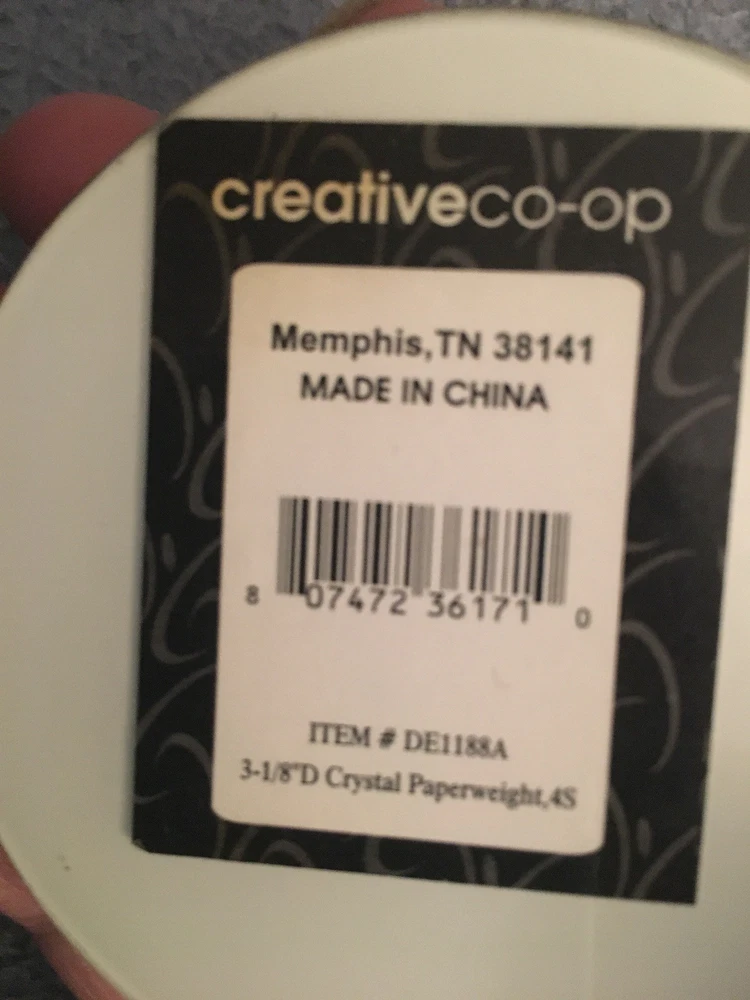 creativeco-op
Memphis,TN 38141
MADE IN CHINA
8 07472 36171 0
ITEM # DE1188A
3-1/8"D Crystal Paperweight,4S